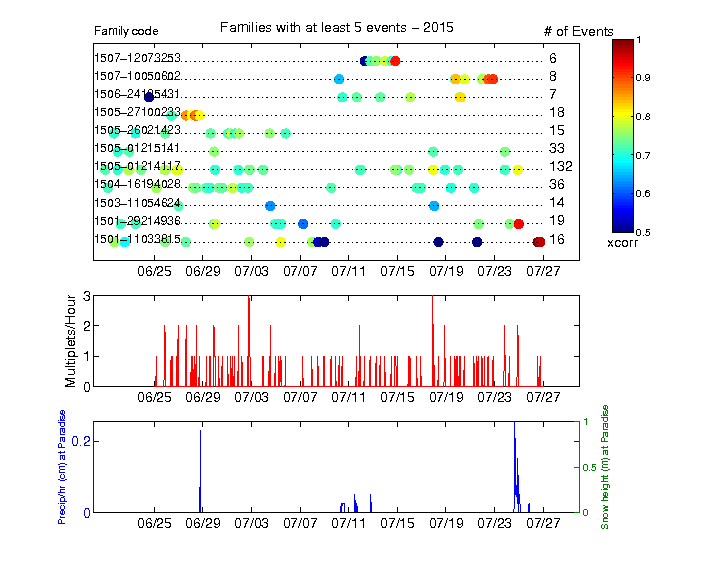 Families with at least 5 events – 2015
Family code # of Events
1507–12073253 6
1507–10050602 8
1506–24185431 7
1505–27100233 18
1505–26021423 15
1505–01215141 33
1505–01214117 132
1504–16194028 36
1503–11054624 14
1501–29214936 19
1501–11033915 16
06/25 06/29 07/03 07/07 07/11 07/15 07/19 07/23 07/27
1
0.9
0.8
0.7
0.6
0.5
xcorr
Multiplets/Hour
3
2
1
0
06/25 06/29 07/03 07/07 07/11 07/15 07/19 07/23 07/27
Precip/hr (cm) at Paradise
0.2
0
1
0.5
0
Snow height (m) at Paradise
06/25 06/29 07/03 07/07 07/11 07/15 07/19 07/23 07/27